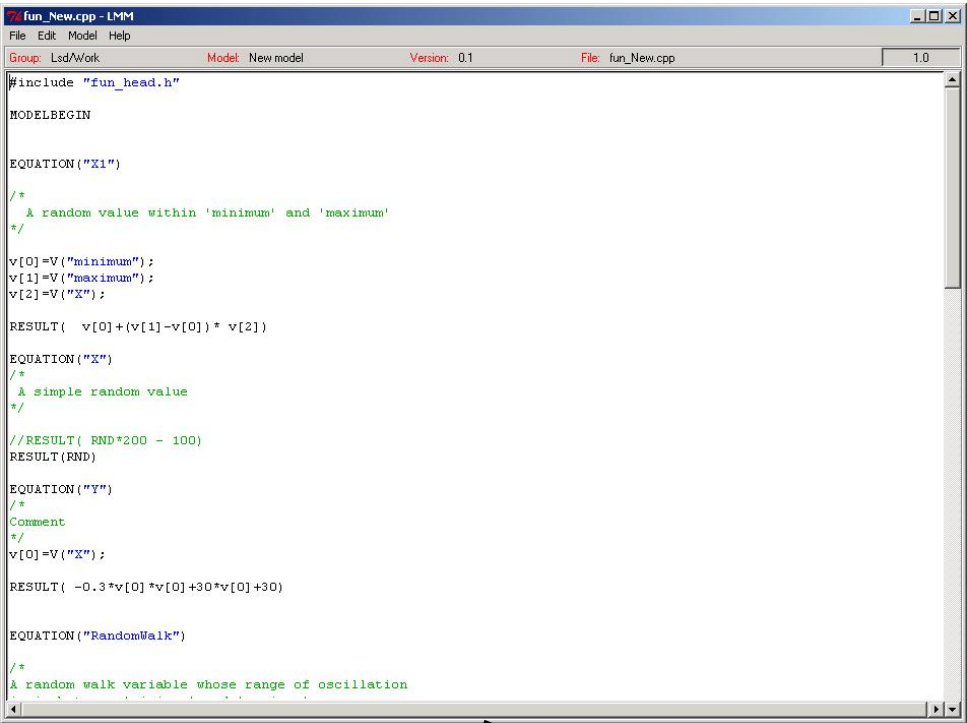 fun_New.cpp - LMM
File Edit Model Help
Group: Lsd/Work Model: New model Version: 0.1 File: fun_New.cpp 1.0
#include "fun_head.h"
MODELBEGIN
EQUATION("X1")
/*
A random value within 'minimum' and 'maximum'
*/
v[0]=V("minimum");
v[1]=V("maximum");
v[2]=V("X");
RESULT(  v[0]+(v[1]-v[0])* v[2])
EQUATION("X")
/*
A simple random value
*/
//RESULT( RND*200 - 100)
RESULT(RND)
EQUATION("Y")
/*
Comment
*/
v[0]=V("X");
RESULT( -0.3*v[0]*v[0]+30*v[0]+30)
EQUATION("RandomWalk")
/*
A random walk variable whose range of oscillation